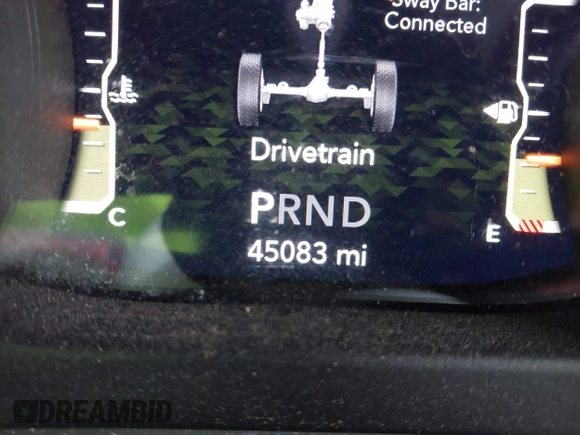 Sway Bar:
Connected
Drivetrain
PRND
C
E
45083 mi
DREAMBID